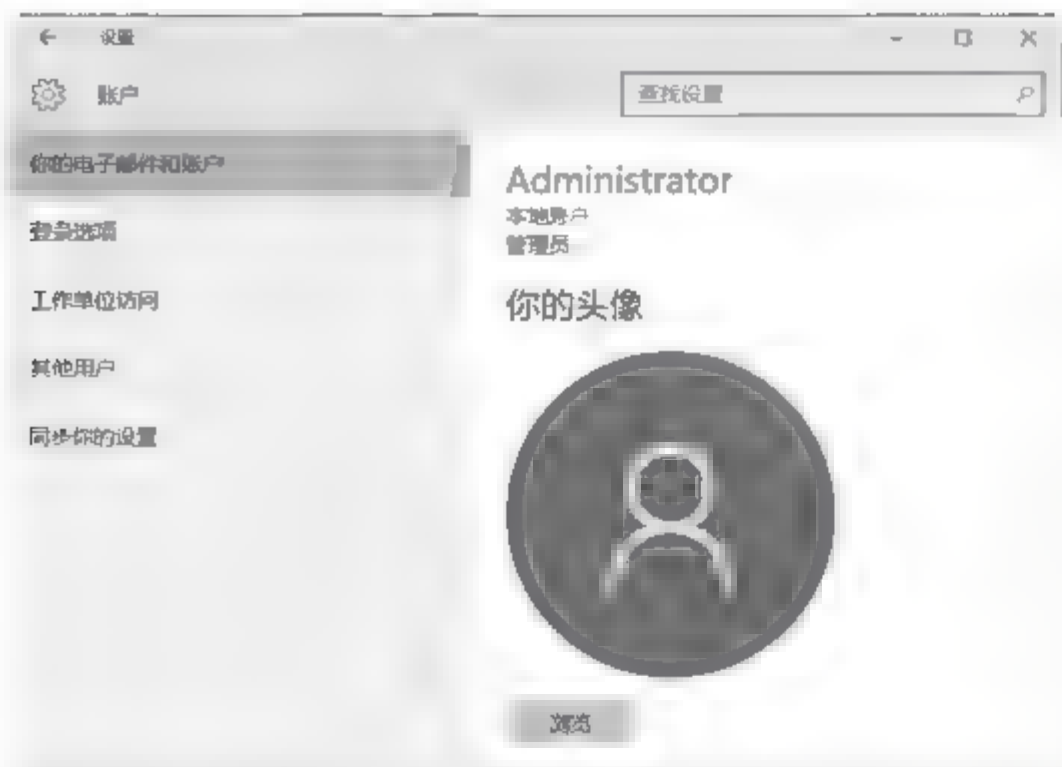 设置
账户
查找设置
你的电子邮件和账户
登录选项
工作单位访问
其他用户
同步你的设置
Administrator
本地账户
管理员
你的头像
浏览